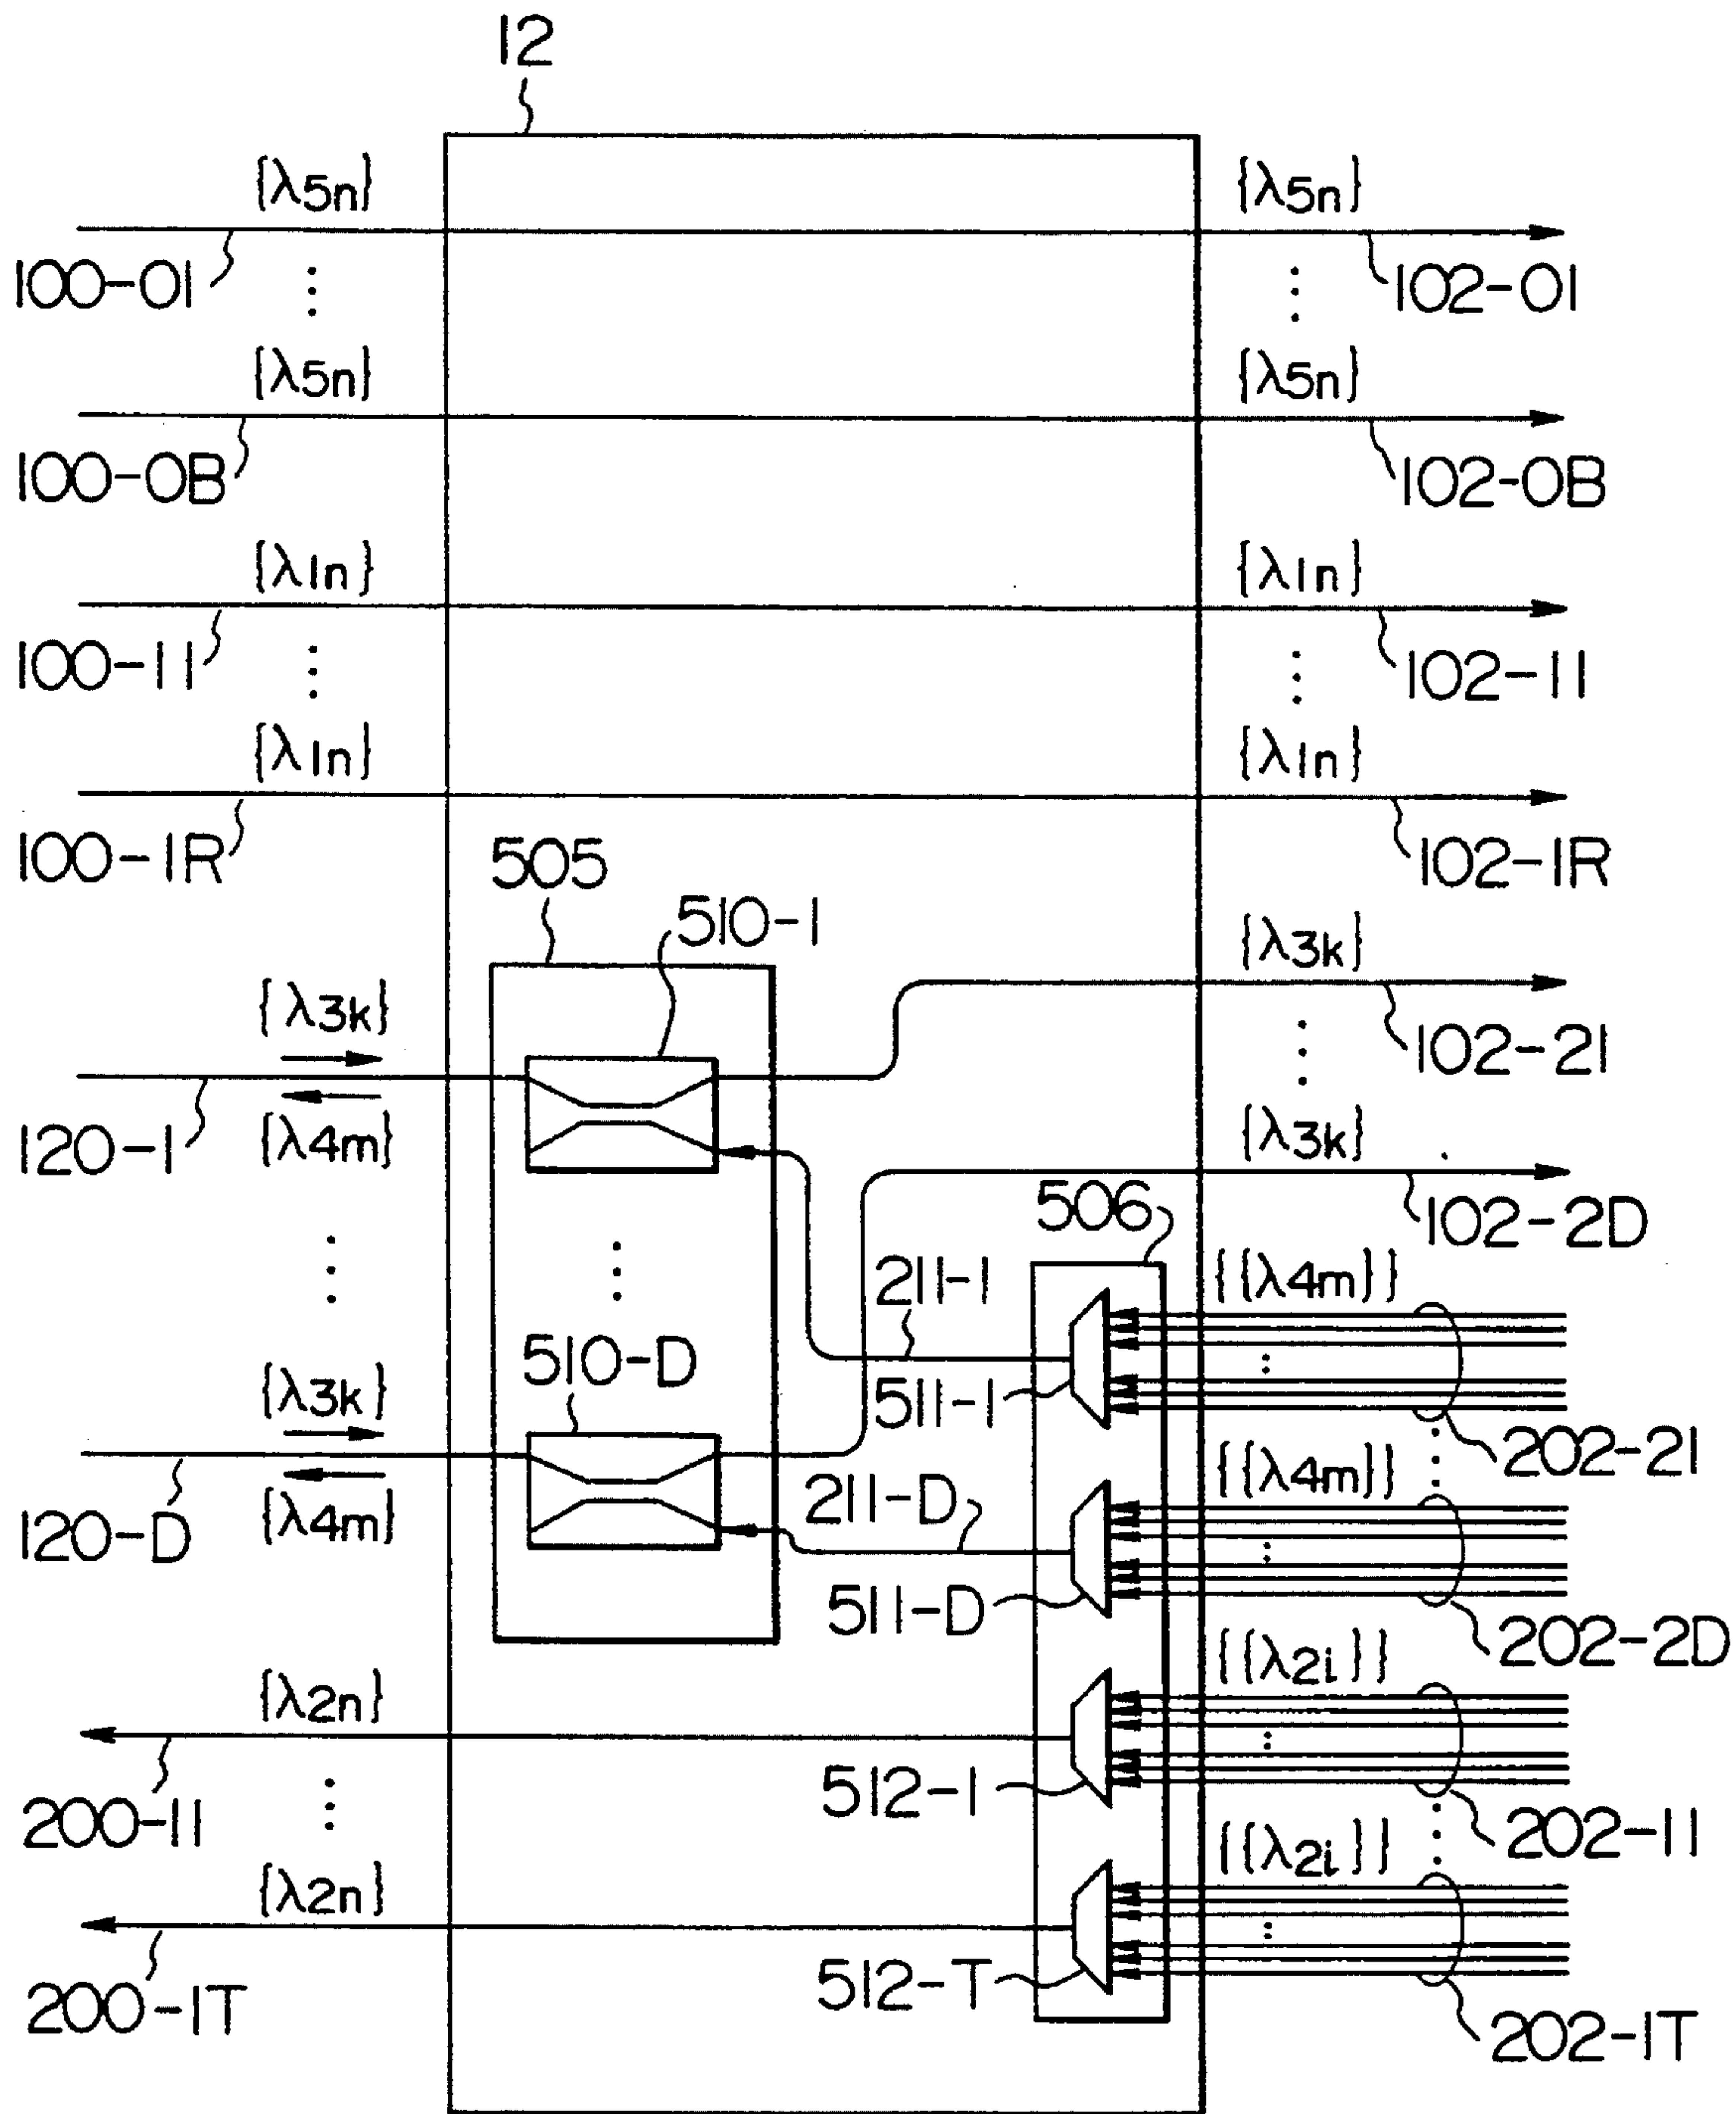 12
{λ5n} {λ5n}
100-01 102-01
{λ5n} {λ5n}
100-0B 102-0B
{λ1n} {λ1n}
100-11 102-11
{λ1n} {λ1n}
100-1R 102-1R
505
510-1
{λ3k}
{λ3k}
102-21
120-1 {λ4m}
{λ3k}
506 102-2D
211-1 {{λ4m}}
510-D
{λ3k} 511-1
202-21
{λ4m} 211-D {{λ4m}}
120-D
511-D 202-2D
{λ2n} {{λ2i}}
200-11 512-1 202-11
{λ2n} {{λ2i}}
200-1T 512-T 202-1T